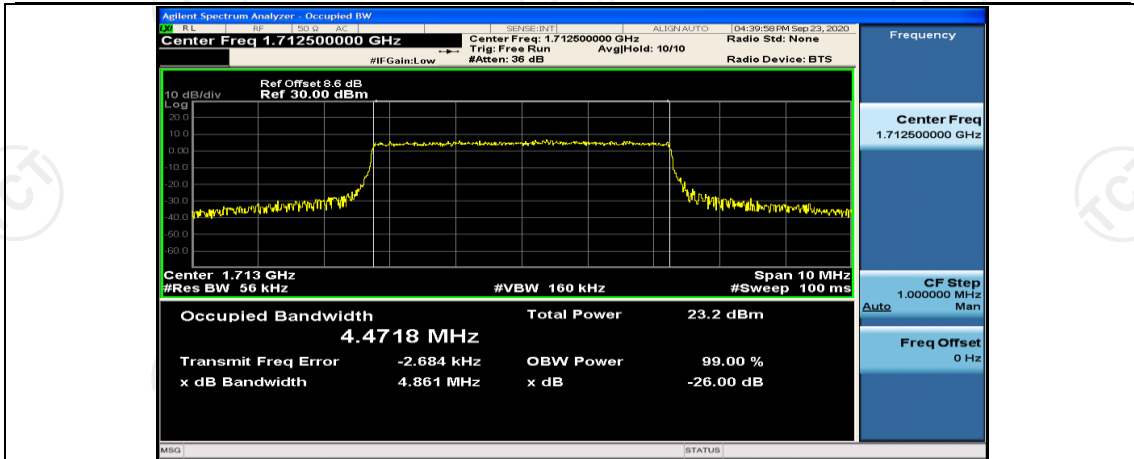 Agilent Spectrum Analyzer - Occupied BW
LXI RL RF 50 Ω AC SENSE:INT ALIGN AUTO 04:39:58 PM Sep 23, 2020
Center Freq 1.712500000 GHz
Center Freq: 1.712500000 GHz
Radio Std: None
Trig: Free Run Avg|Hold: 10/10
#IFGain:Low #Atten: 36 dB Radio Device: BTS
Ref Offset 8.6 dB
10 dB/div Ref 30.00 dBm
Log
20.0
10.0
0.00
-10.0
-20.0
-30.0
-40.0
-50.0
-60.0
Center 1.713 GHz Span 10 MHz
#Res BW 56 kHz #VBW 160 kHz #Sweep 100 ms
Occupied Bandwidth Total Power 23.2 dBm
4.4718 MHz
Transmit Freq Error -2.684 kHz OBW Power 99.00 %
x dB Bandwidth 4.861 MHz x dB -26.00 dB
MSG STATUS
Frequency
Center Freq
1.712500000 GHz
CF Step
1.000000 MHz
Auto Man
Freq Offset
0 Hz
TCT
TCT